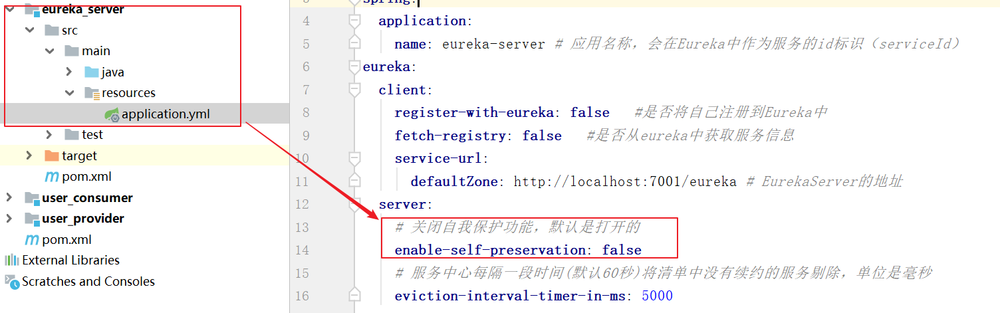 eureka_server
src
main
java
resources
application.yml
test
target
pom.xml
user_consumer
user_provider
pom.xml
External Libraries
Scratches and Consoles
3 spring:
4 application:
5 name: eureka-server # 应用名称，会在Eureka中作为服务的id标识（serviceId）
6 eureka:
7 client:
8 register-with-eureka: false #是否将自己注册到Eureka中
9 fetch-registry: false #是否从eureka中获取服务信息
10 service-url:
11 defaultZone: http://localhost:7001/eureka # EurekaServer的地址
12 server:
13 # 关闭自我保护功能，默认是打开的
14 enable-self-preservation: false
15 # 服务中心每隔一段时间(默认60秒)将清单中没有续约的服务剔除，单位是毫秒
16 eviction-interval-timer-in-ms: 5000